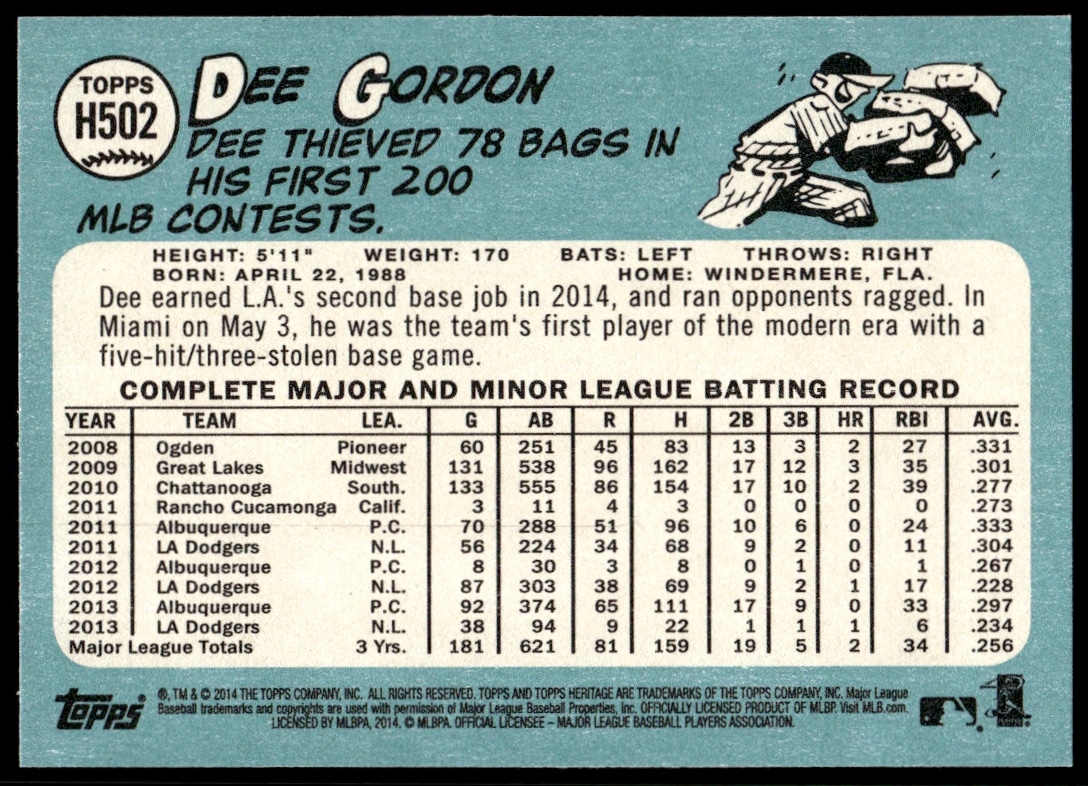 TOPPS
H502
DEE GORDON
DEE THIEVED 78 BAGS IN
HIS FIRST 200
MLB CONTESTS.
HEIGHT: 5'11" WEIGHT: 170 BATS: LEFT THROWS: RIGHT
BORN: APRIL 22, 1988 HOME: WINDERMERE, FLA.
Dee earned L.A.'s second base job in 2014, and ran opponents ragged. In
Miami on May 3, he was the team's first player of the modern era with a
five-hit/three-stolen base game.
COMPLETE MAJOR AND MINOR LEAGUE BATTING RECORD
YEAR TEAM LEA. G AB R H 2B 3B HR RBI AVG.
2008 Ogden Pioneer 60 251 45 83 13 3 2 27 .331
2009 Great Lakes Midwest 131 538 96 162 17 12 3 35 .301
2010 Chattanooga South. 133 555 86 154 17 10 2 39 .277
2011 Rancho Cucamonga Calif. 3 11 4 3 0 0 0 0 .273
2011 Albuquerque P.C. 70 288 51 96 10 6 0 24 .333
2011 LA Dodgers N.L. 56 224 34 68 9 2 0 11 .304
2012 Albuquerque P.C. 8 30 3 8 0 1 0 1 .267
2012 LA Dodgers N.L. 87 303 38 69 9 2 1 17 .228
2013 Albuquerque P.C. 92 374 65 111 17 9 0 33 .297
2013 LA Dodgers N.L. 38 94 9 22 1 1 1 6 .234
Major League Totals 3 Yrs. 181 621 81 159 19 5 2 34 .256
topps
®, TM & © 2014 THE TOPPS COMPANY, INC. ALL RIGHTS RESERVED. TOPPS AND TOPPS HERITAGE ARE TRADEMARKS OF THE TOPPS COMPANY, INC. Major League
Baseball trademarks and copyrights are used with permission of Major League Baseball Properties, Inc. OFFICIALLY LICENSED PRODUCT OF MLBP. Visit MLB.com.
LICENSED BY MLBPA, 2014. © MLBPA. OFFICIAL LICENSEE – MAJOR LEAGUE BASEBALL PLAYERS ASSOCIATION.